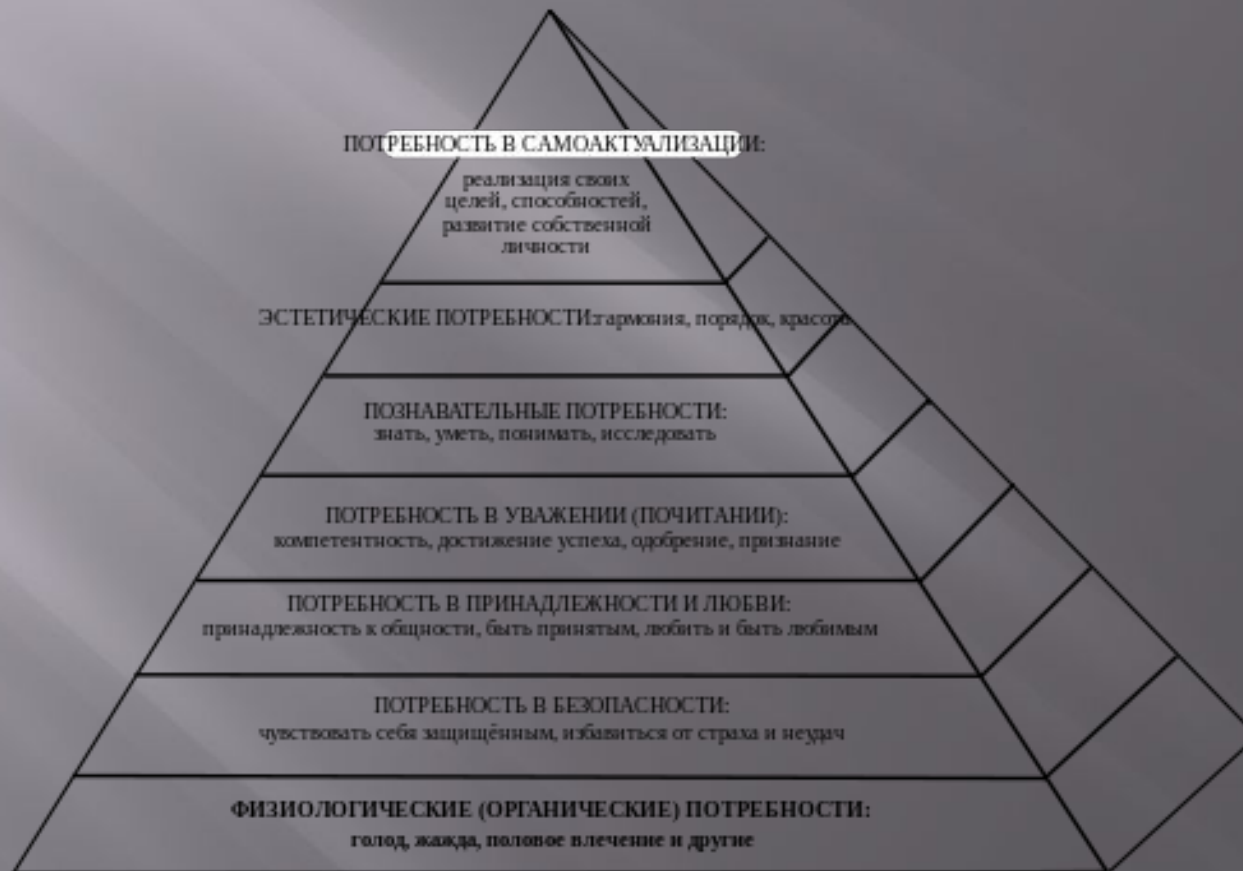 ПОТРЕБНОСТЬ В САМОАКТУАЛИЗАЦИИ:
реализация своих
целей, способностей,
развитие собственной
личности
ЭСТЕТИЧЕСКИЕ ПОТРЕБНОСТИ:гармония, порядок, красота
ПОЗНАВАТЕЛЬНЫЕ ПОТРЕБНОСТИ:
знать, уметь, понимать, исследовать
ПОТРЕБНОСТЬ В УВАЖЕНИИ (ПОЧИТАНИИ):
компетентность, достижение успеха, одобрение, признание
ПОТРЕБНОСТЬ В ПРИНАДЛЕЖНОСТИ И ЛЮБВИ:
принадлежность к общности, быть принятым, любить и быть любимым
ПОТРЕБНОСТЬ В БЕЗОПАСНОСТИ:
чувствовать себя защищённым, избавиться от страха и неудач
ФИЗИОЛОГИЧЕСКИЕ (ОРГАНИЧЕСКИЕ) ПОТРЕБНОСТИ:
голод, жажда, половое влечение и другие